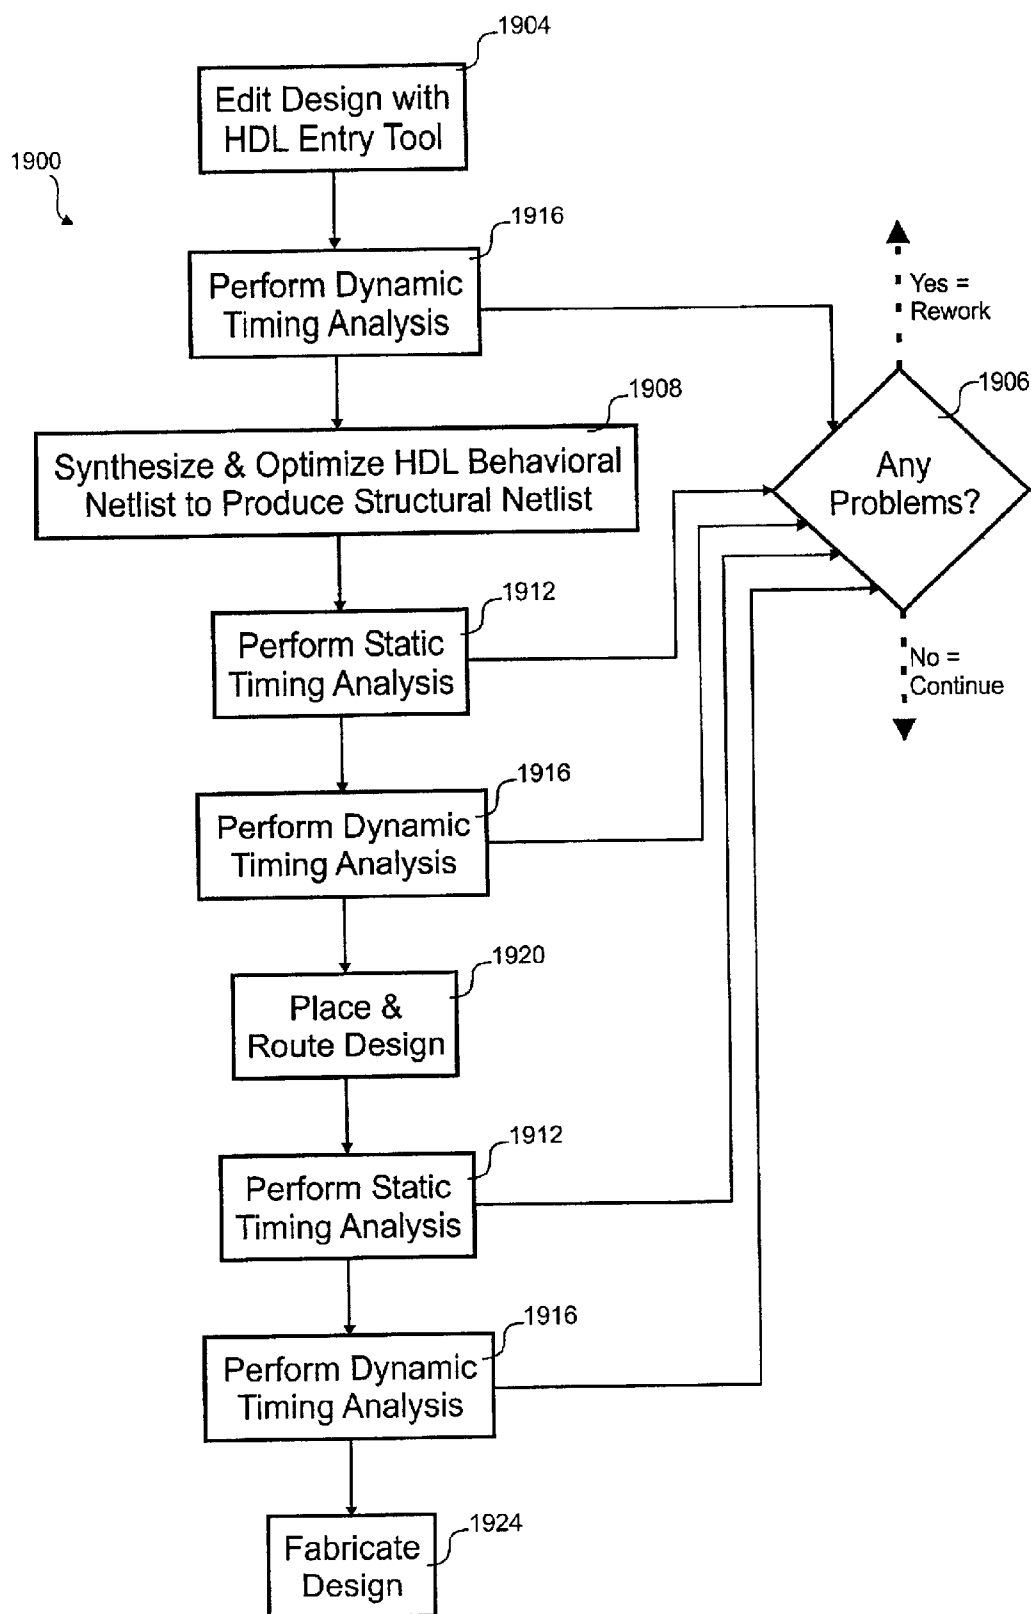 1904
Edit Design with
HDL Entry Tool
1900
1916
Perform Dynamic
Timing Analysis
Yes =
Rework
1906
Any
Problems?
No =
Continue
1908
Synthesize & Optimize HDL Behavioral
Netlist to Produce Structural Netlist
1912
Perform Static
Timing Analysis
1916
Perform Dynamic
Timing Analysis
1920
Place &
Route Design
1912
Perform Static
Timing Analysis
1916
Perform Dynamic
Timing Analysis
1924
Fabricate
Design